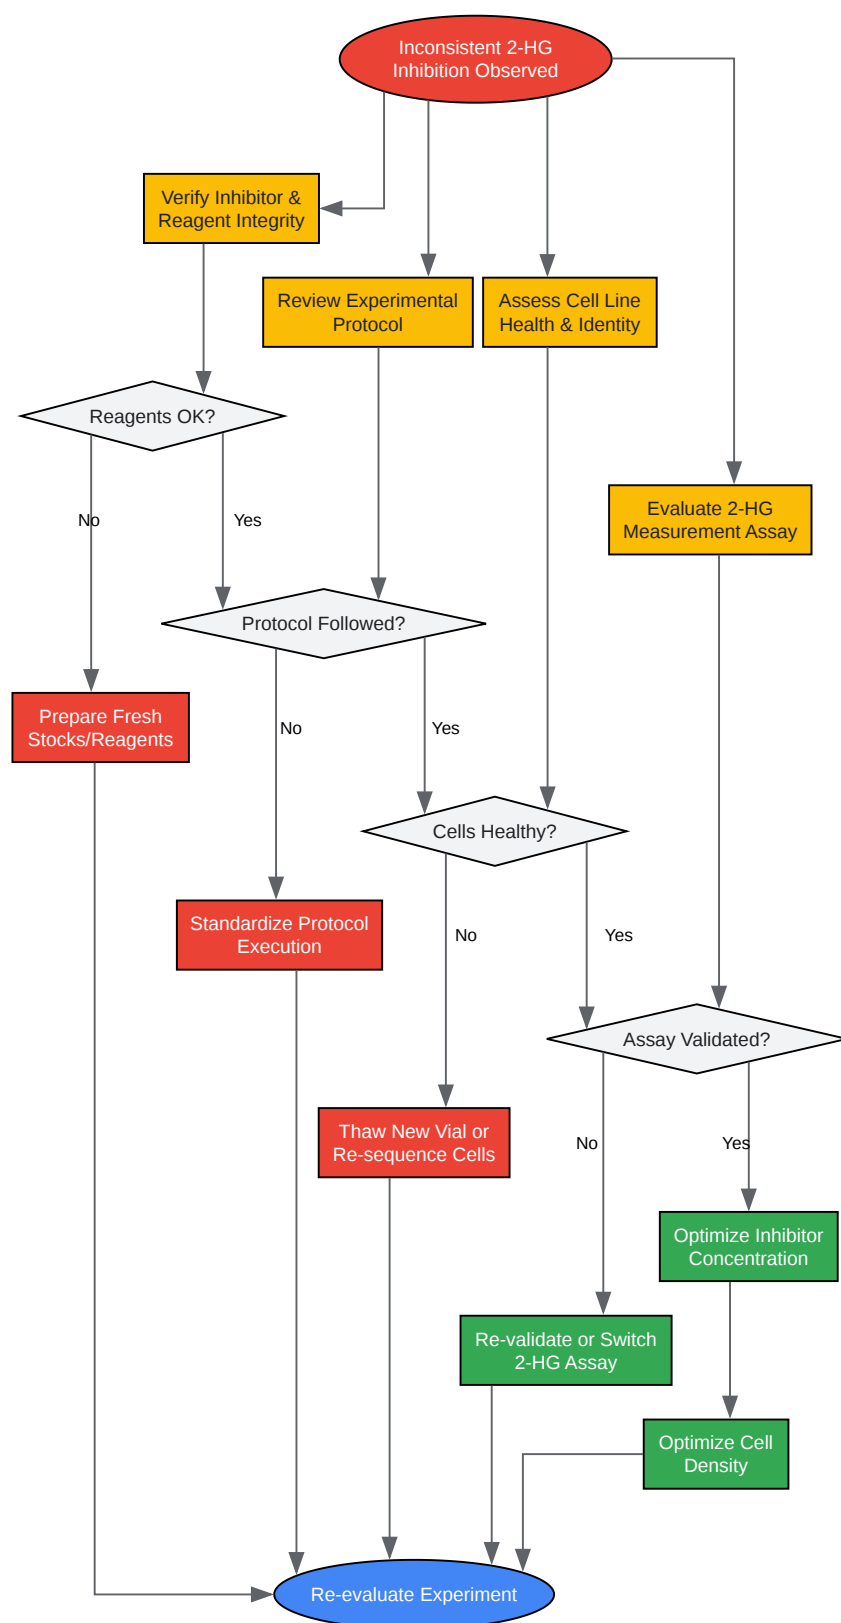 Inconsistent 2-HG
Inhibition Observed
Verify Inhibitor &
Reagent Integrity
Review Experimental
Protocol
Assess Cell Line
Health & Identity
Reagents OK?
No
Yes
Evaluate 2-HG
Measurement Assay
Protocol Followed?
Prepare Fresh
Stocks/Reagents
No
Yes
Cells Healthy?
Standardize Protocol
Execution
No
Yes
Assay Validated?
Thaw New Vial or
Re-sequence Cells
No
Yes
Optimize Inhibitor
Concentration
Re-validate or Switch
2-HG Assay
Optimize Cell
Density
Re-evaluate Experiment